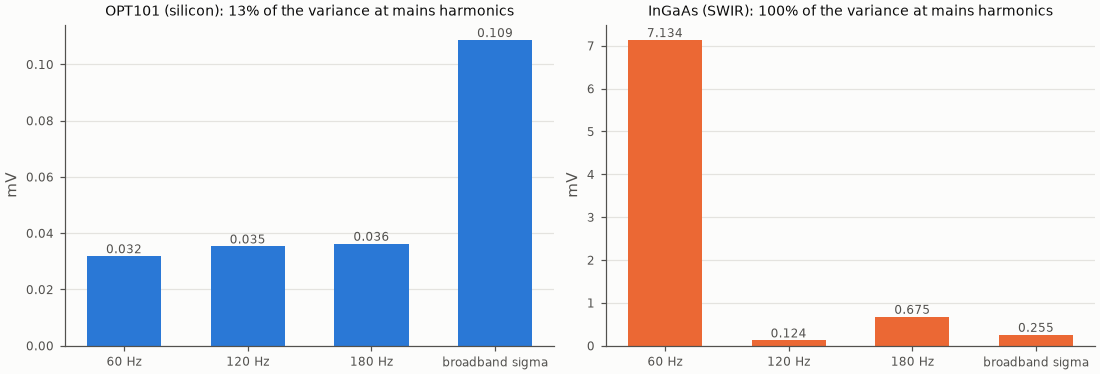 OPT101 (silicon): 13% of the variance at mains harmonics
mV
0.10
0.08
0.06
0.04
0.02
0.00
0.032
0.035
0.036
0.109
60 Hz
120 Hz
180 Hz
broadband sigma
InGaAs (SWIR): 100% of the variance at mains harmonics
mV
7
6
5
4
3
2
1
0
7.134
0.124
0.675
0.255
60 Hz
120 Hz
180 Hz
broadband sigma